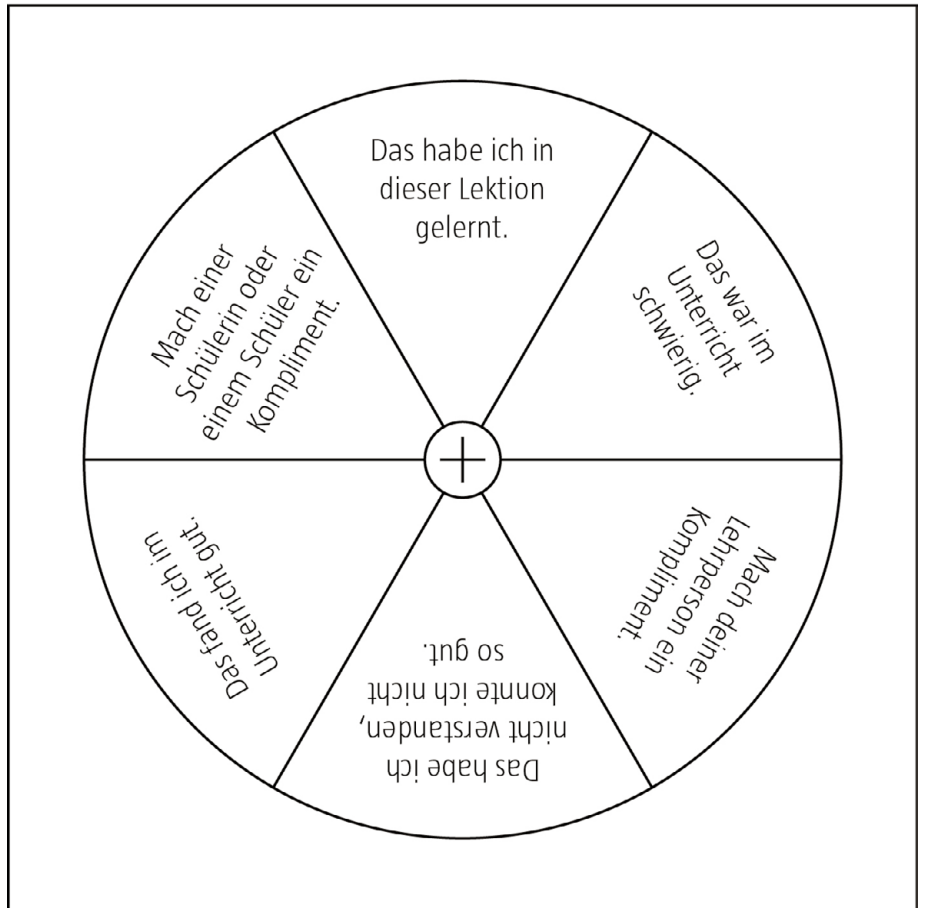 Das habe ich in
dieser Lektion
gelernt.
Das war im
Unterricht
schwierig.
Mach deiner
Lehrperson ein
Kompliment.
Das habe ich
nicht verstanden,
konnte ich nicht
so gut.
Das fand ich im
Unterricht gut.
Mach einer
Schülerin oder
einem Schüler ein
Kompliment.